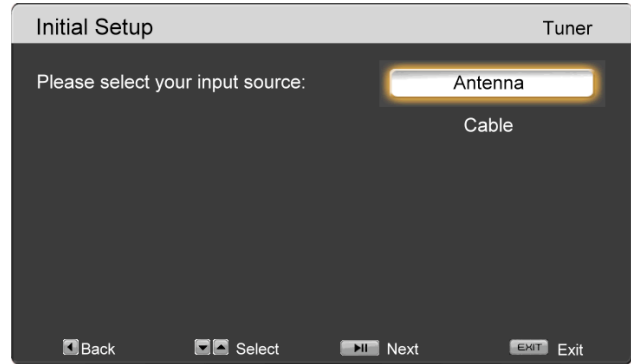 Initial Setup Tuner
Please select your input source: Antenna
Cable
Back Select Next EXIT Exit